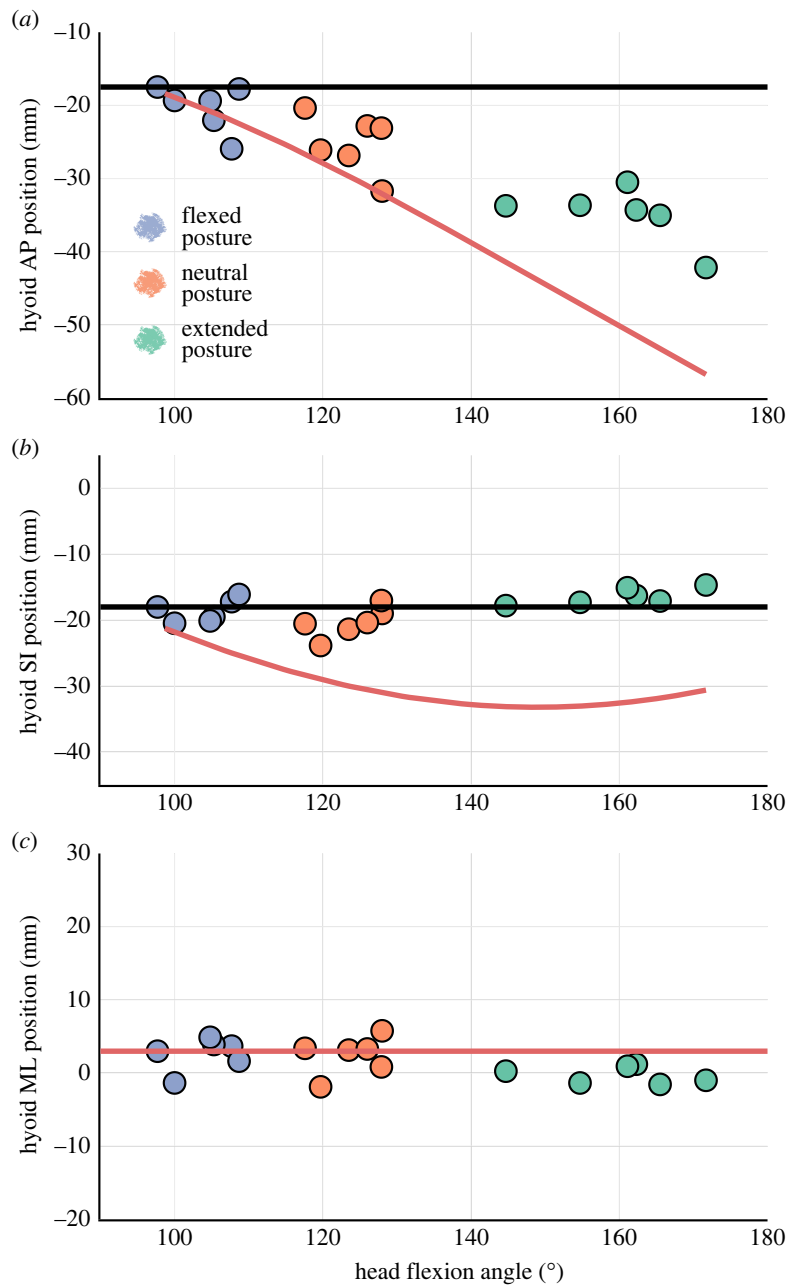 (a)
−10
−20
−30
−40
−50
−60
hyoid AP position (mm)
flexed
posture
neutral
posture
extended
posture
100
120
140
160
180
(b)
0
−10
−20
−30
−40
hyoid SI position (mm)
100
120
140
160
180
(c)
30
20
10
0
−10
−20
hyoid ML position (mm)
100
120
140
160
180
head flexion angle (°)